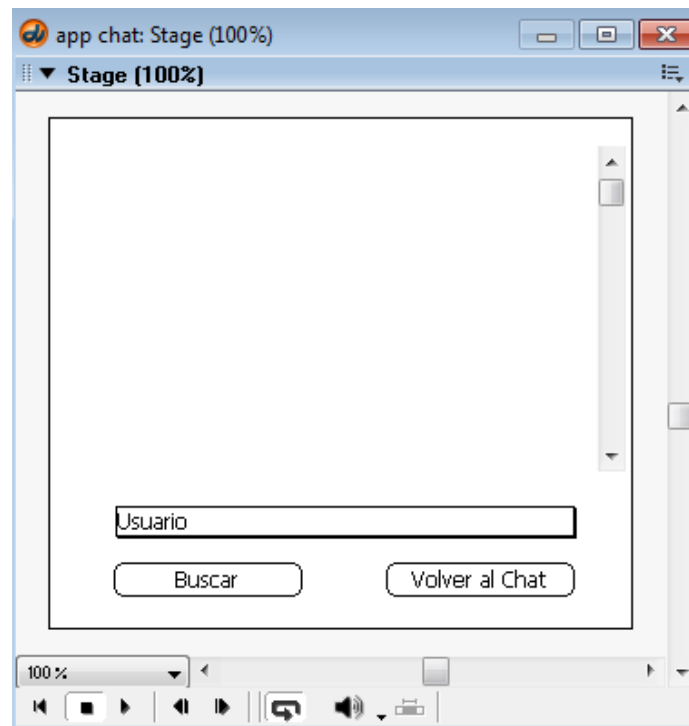 app chat: Stage (100%)
Stage (100%)
Usuario
Buscar
Volver al Chat
100%